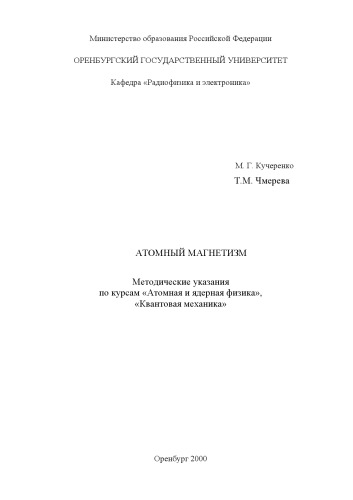 Министерство образования Российской Федерации
ОРЕНБУРГСКИЙ ГОСУДАРСТВЕННЫЙ УНИВЕРСИТЕТ
Кафедра «Радиофизика и электроника»
М. Г. Кучеренко
Т.М. Чмерева
АТОМНЫЙ МАГНЕТИЗМ
Методические указания
по курсам «Атомная и ядерная физика»,
«Квантовая механика»
Оренбург 2000